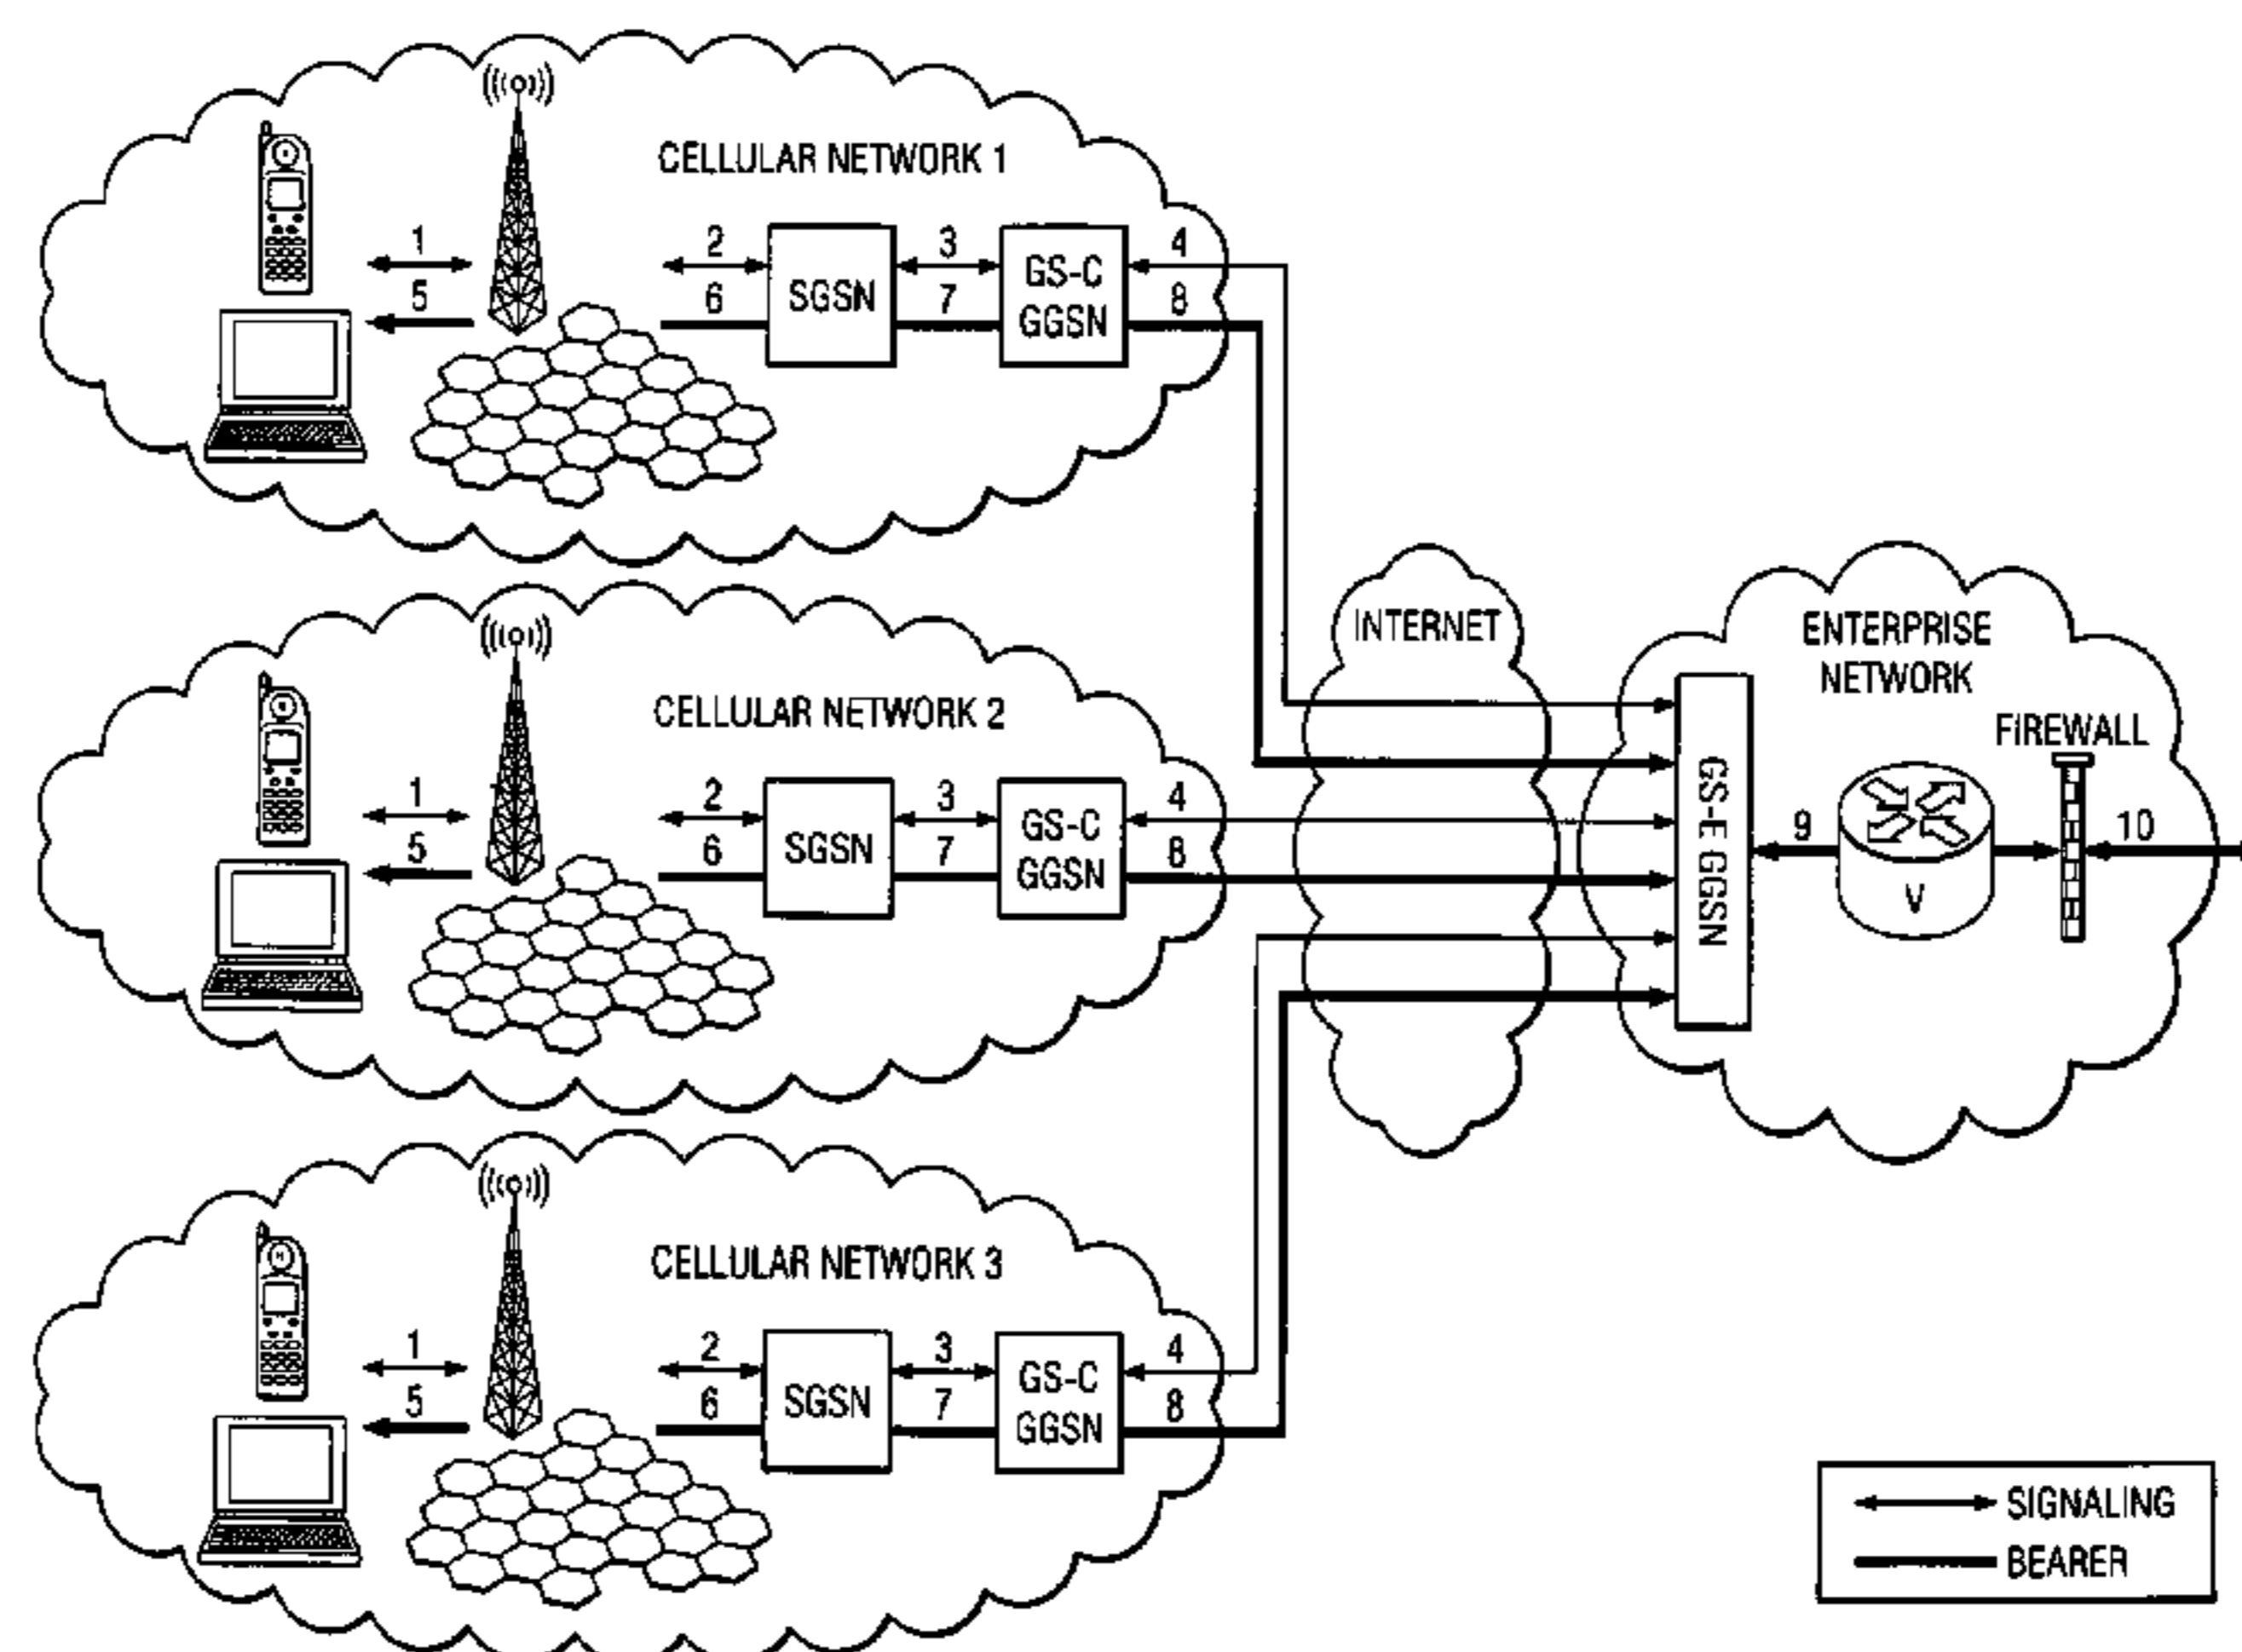 CELLULAR NETWORK 1
1
2
3
4
5
6
7
8
SGSN
GS-C
GGSN
CELLULAR NETWORK 2
1
2
3
4
5
6
7
8
SGSN
GS-C
GGSN
CELLULAR NETWORK 3
1
2
3
4
5
6
7
8
SGSN
GS-C
GGSN
INTERNET
ENTERPRISE
NETWORK
FIREWALL
GS-E GGSN
9
V
10
SIGNALING
BEARER